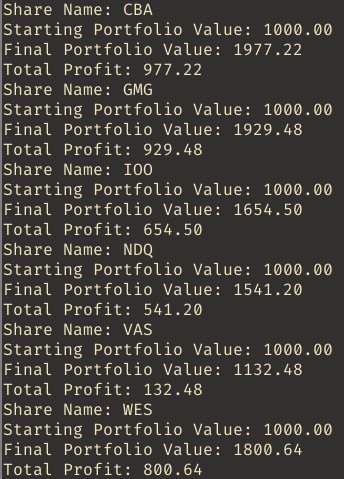 Share Name: CBA
Starting Portfolio Value: 1000.00
Final Portfolio Value: 1977.22
Total Profit: 977.22
Share Name: GMG
Starting Portfolio Value: 1000.00
Final Portfolio Value: 1929.48
Total Profit: 929.48
Share Name: IOO
Starting Portfolio Value: 1000.00
Final Portfolio Value: 1654.50
Total Profit: 654.50
Share Name: NDQ
Starting Portfolio Value: 1000.00
Final Portfolio Value: 1541.20
Total Profit: 541.20
Share Name: VAS
Starting Portfolio Value: 1000.00
Final Portfolio Value: 1132.48
Total Profit: 132.48
Share Name: WES
Starting Portfolio Value: 1000.00
Final Portfolio Value: 1800.64
Total Profit: 800.64